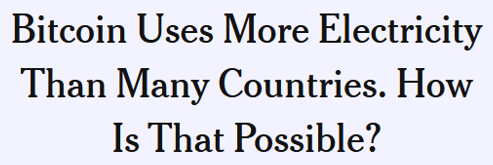 Bitcoin Uses More Electricity
Than Many Countries. How
Is That Possible?